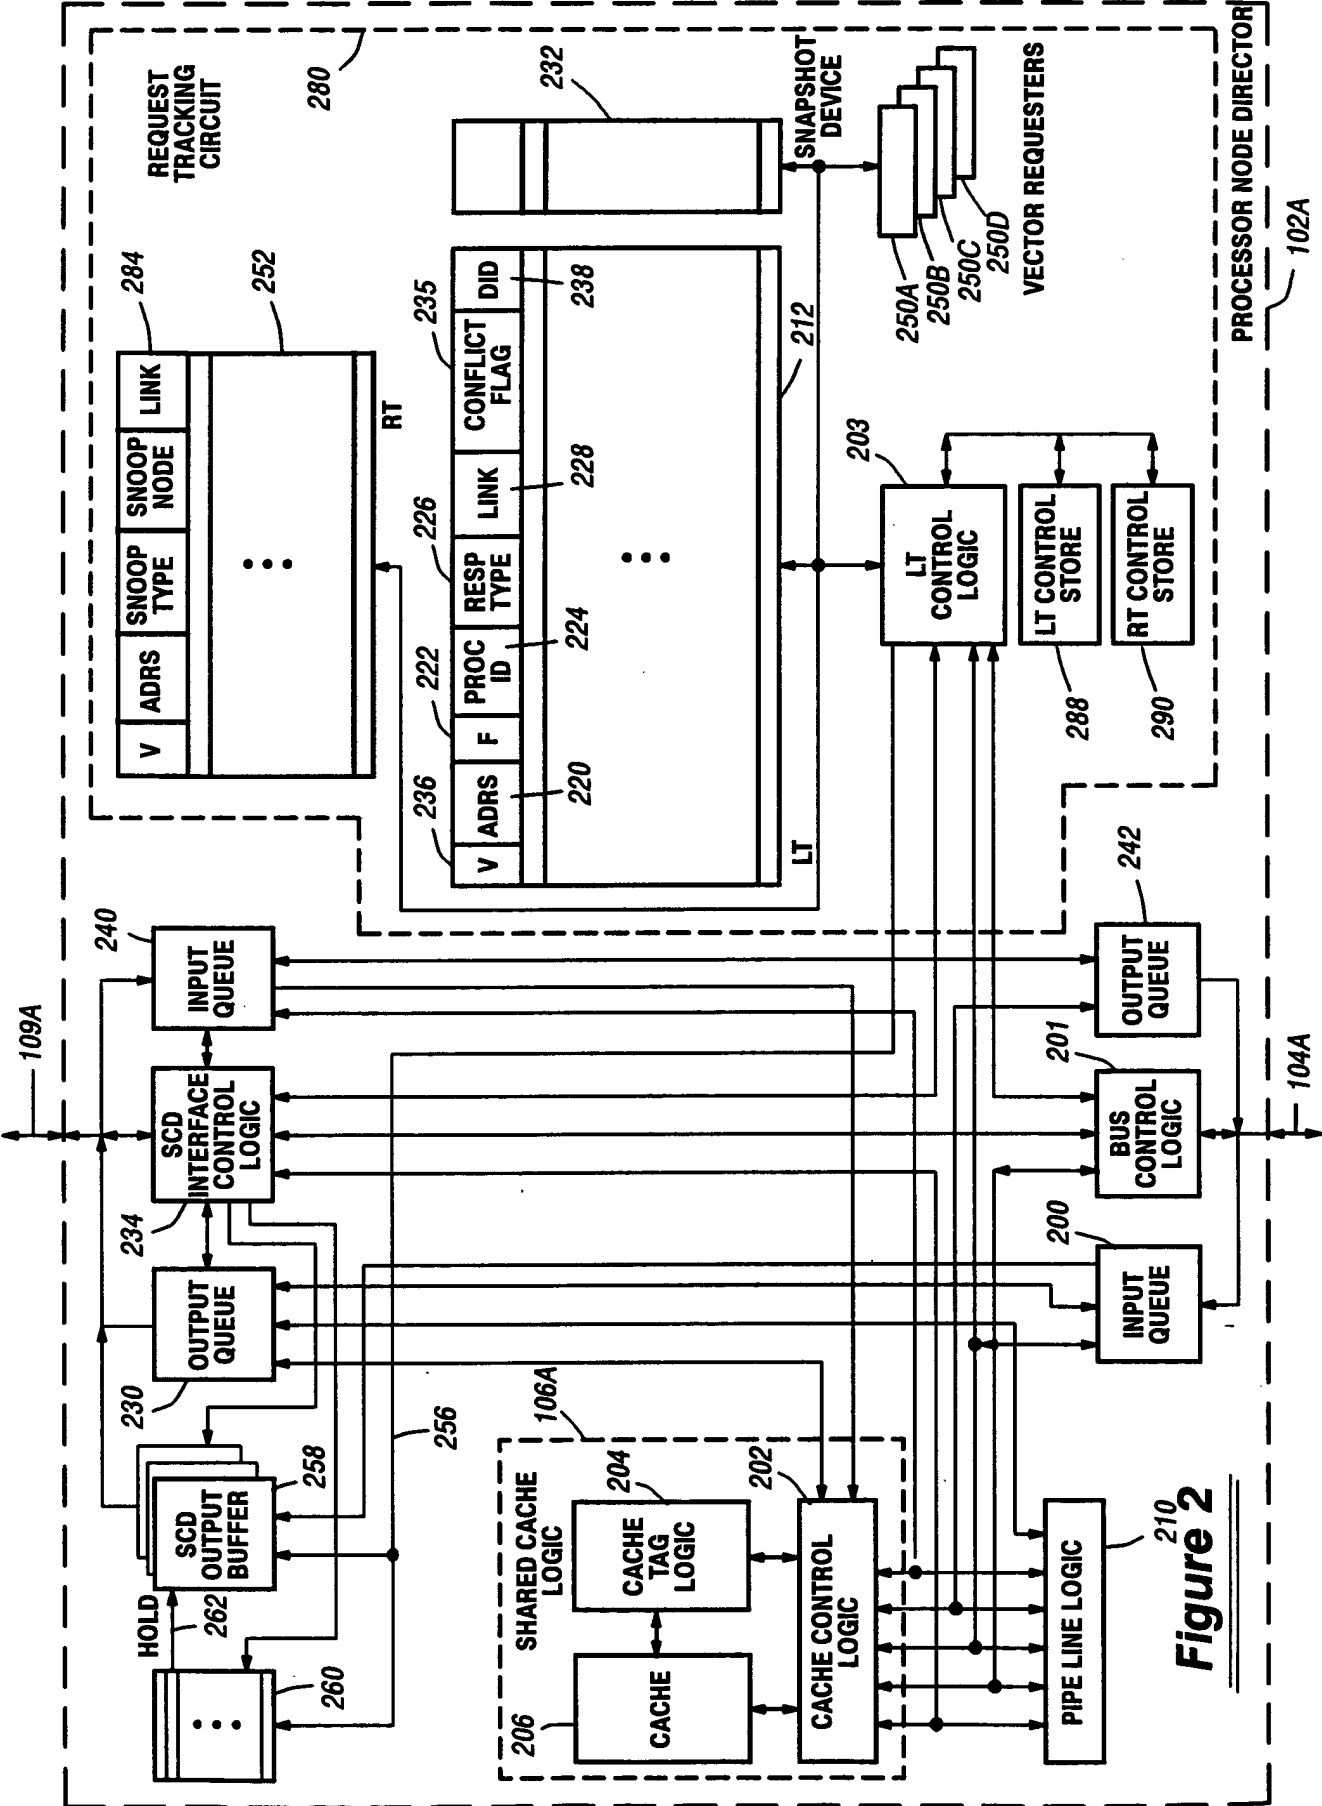 109A
HOLD
262
260
SCD
OUTPUT
BUFFER
258
230
OUTPUT
QUEUE
234
SCD
INTERFACE
CONTROL
LOGIC
240
INPUT
QUEUE
256
SHARED CACHE
LOGIC
106A
206
CACHE
204
CACHE
TAG
LOGIC
202
CACHE CONTROL
LOGIC
PIPE LINE LOGIC
210
200
INPUT
QUEUE
201
BUS
CONTROL
LOGIC
242
OUTPUT
QUEUE
104A
REQUEST
TRACKING
CIRCUIT
280
V
ADRS
SNOOP
TYPE
SNOOP
NODE
LINK
284
252
RT
236
222
226
235
V
ADRS
F
PROC
ID
RESP
TYPE
LINK
CONFLICT
FLAG
DID
220
224
228
238
LT
212
232
SNAPSHOT
DEVICE
250A
250B
250C
250D
VECTOR REQUESTERS
203
LT
CONTROL
LOGIC
LT CONTROL
STORE
288
RT CONTROL
STORE
290
PROCESSOR NODE DIRECTOR
102A
Figure 2